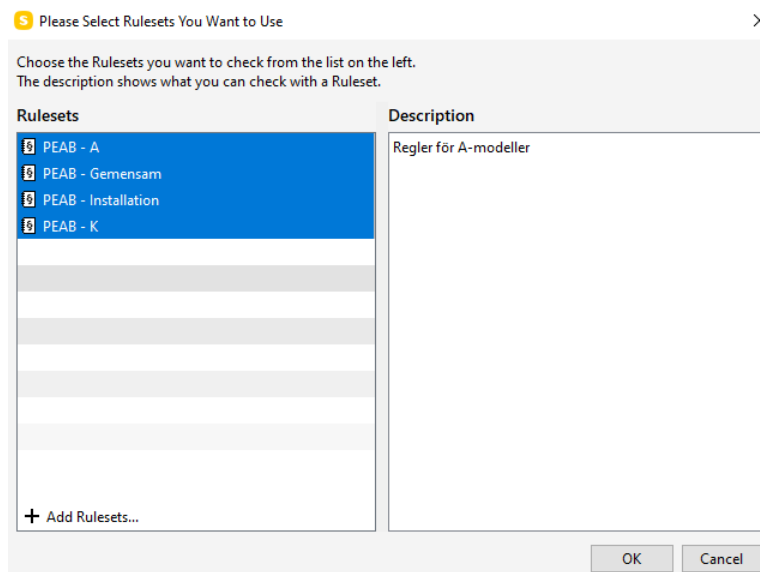 S Please Select Rulesets You Want to Use
Choose the Rulesets you want to check from the list on the left.
The description shows what you can check with a Ruleset.
Rulesets
Description
§ PEAB - A
§ PEAB - Gemensam
§ PEAB - Installation
§ PEAB - K
Regler för A-modeller
+ Add Rulesets...
OK
Cancel